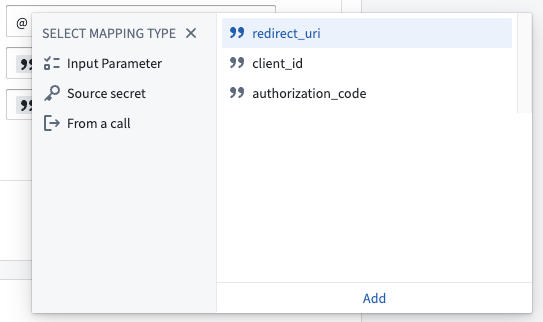 @
SELECT MAPPING TYPE
Input Parameter
Source secret
From a call
redirect_uri
client_id
authorization_code
Add